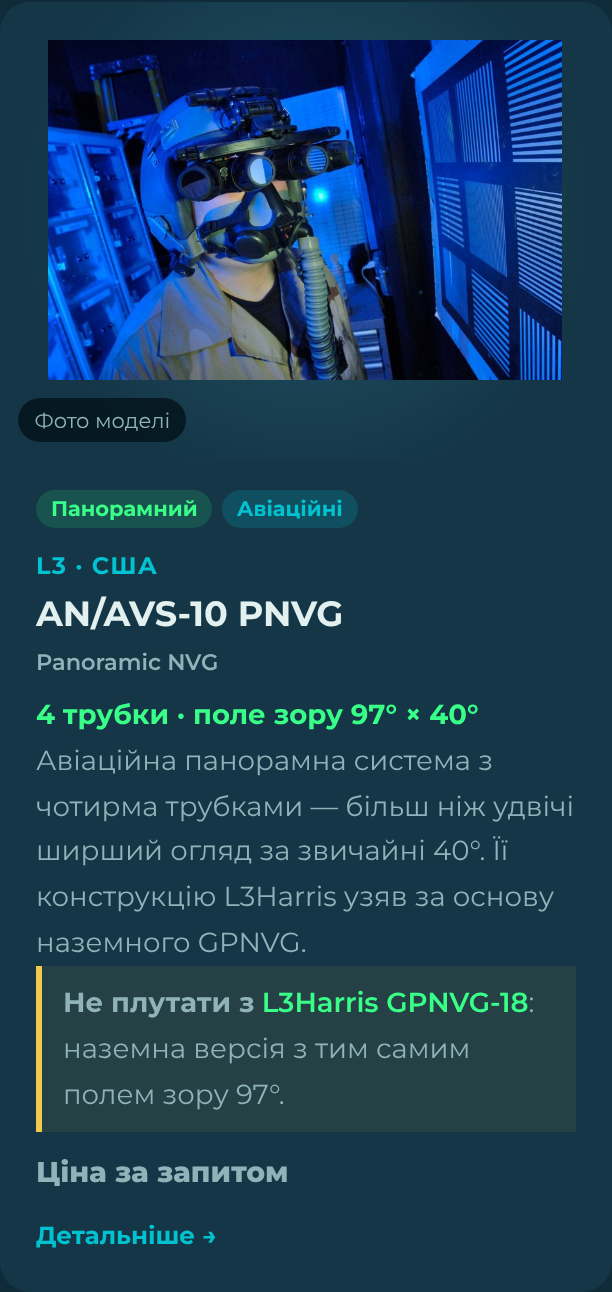 Фото моделі
Панорамний
Авіаційні
L3 · США
AN/AVS-10 PNVG
Panoramic NVG
4 трубки · поле зору 97° × 40°
Авіаційна панорамна система з
чотирма трубками — більш ніж удвічі
ширший огляд за звичайні 40°. Її
конструкцію L3Harris узяв за основу
наземного GPNVG.
Не плутати з L3Harris GPNVG-18:
наземна версія з тим самим
полем зору 97°.
Ціна за запитом
Детальніше →